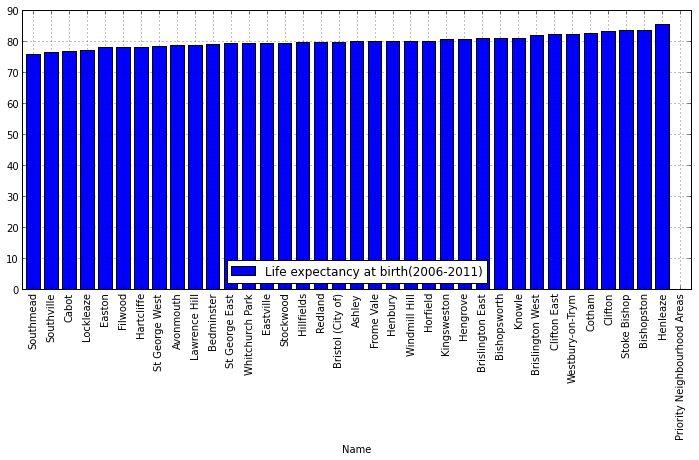 90
80
70
60
50
40
30
20
10
0
Life expectancy at birth(2006-2011)
Southmead
Southville
Cabot
Lockleaze
Easton
Filwood
Hartcliffe
St George West
Avonmouth
Lawrence Hill
Bedminster
St George East
Whitchurch Park
Eastville
Stockwood
Hillfields
Redland
Bristol (City of)
Ashley
Frome Vale
Henbury
Windmill Hill
Horfield
Kingsweston
Hengrove
Brislington East
Bishopsworth
Knowle
Brislington West
Clifton East
Westbury-on-Trym
Cotham
Clifton
Stoke Bishop
Bishopston
Henleaze
Priority Neighbourhood Areas
Name